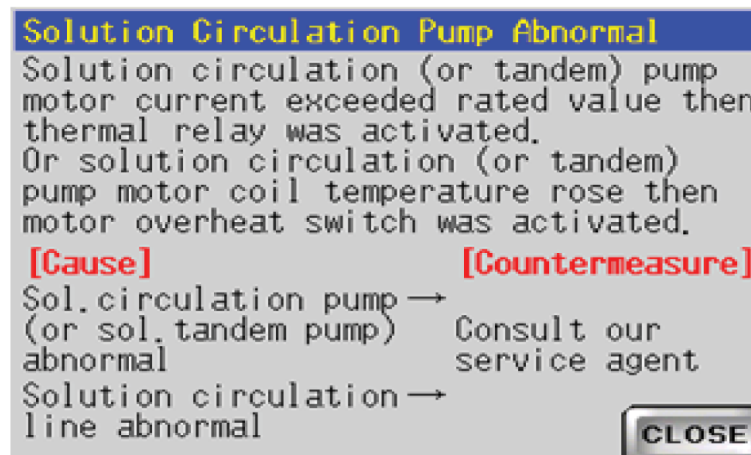 Solution Circulation Pump Abnormal
Solution circulation (or tandem) pump
motor current exceeded rated value then
thermal relay was activated.
Or solution circulation (or tandem)
pump motor coil temperature rose then
motor overheat switch was activated.
[Cause] [Countermeasure]
Sol.circulation pump→
(or sol.tandem pump) Consult our
abnormal service agent
Solution circulation→
line abnormal
CLOSE